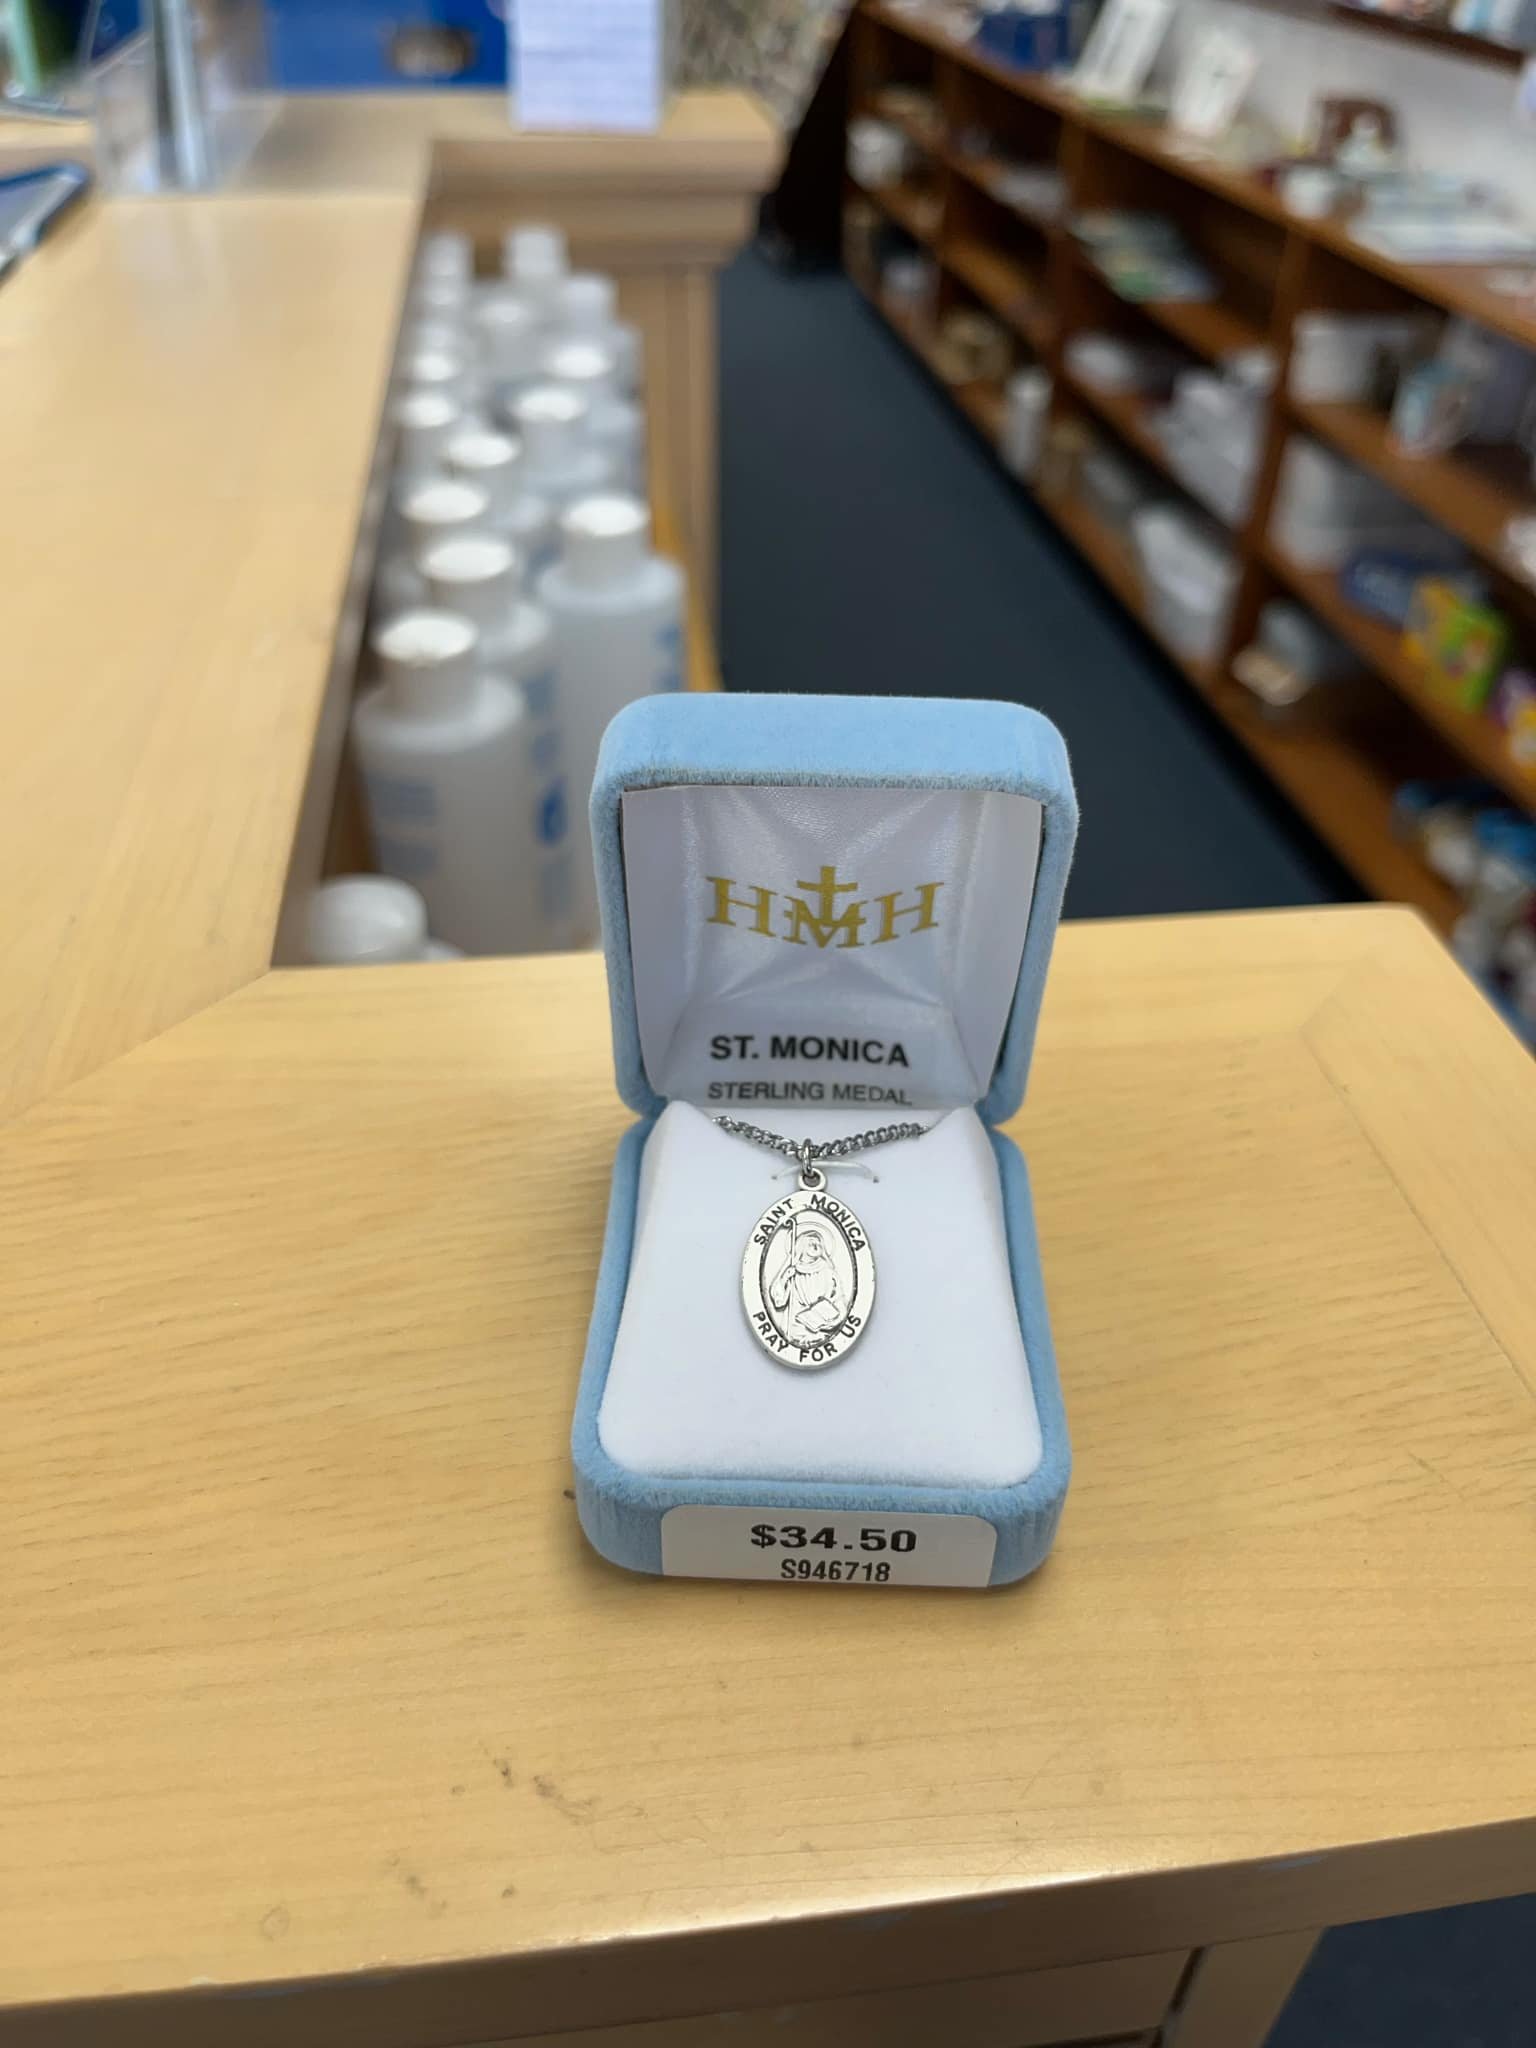 HMH
ST. MONICA
STERLING MEDAL
SAINT MONICA
PRAY FOR US
$34.50
S946718